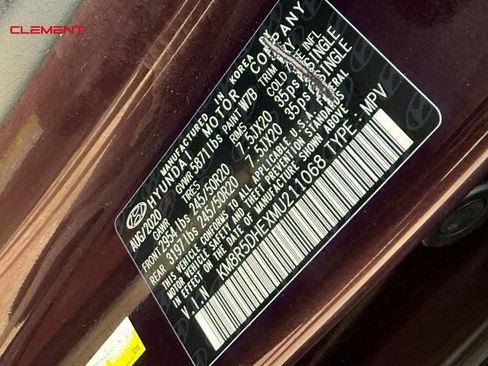 CLEMENT
MANUFACTURED IN KOREA BY
HYUNDAI MOTOR COMPANY
AUG/2020 GVWR 5971 lbs PAINT W7B TRIM
GAWR TIRES RIMS COLD TIRE INFL
FRONT 2954 lbs 245/50R20 7.5JX20 35psi SINGLE
REAR 3197 lbs 245/50R20 7.5JX20 35psi SINGLE
THIS VEHICLE CONFORMS TO ALL APPLICABLE FEDERAL
MOTOR VEHICLE SAFETY AND THEFT PREVENTION STANDARDS
IN EFFECT ON THE DATE OF MANUFACTURE SHOWN ABOVE.
V.I.N. KM8R5DHEXMU211068 TYPE: MPV